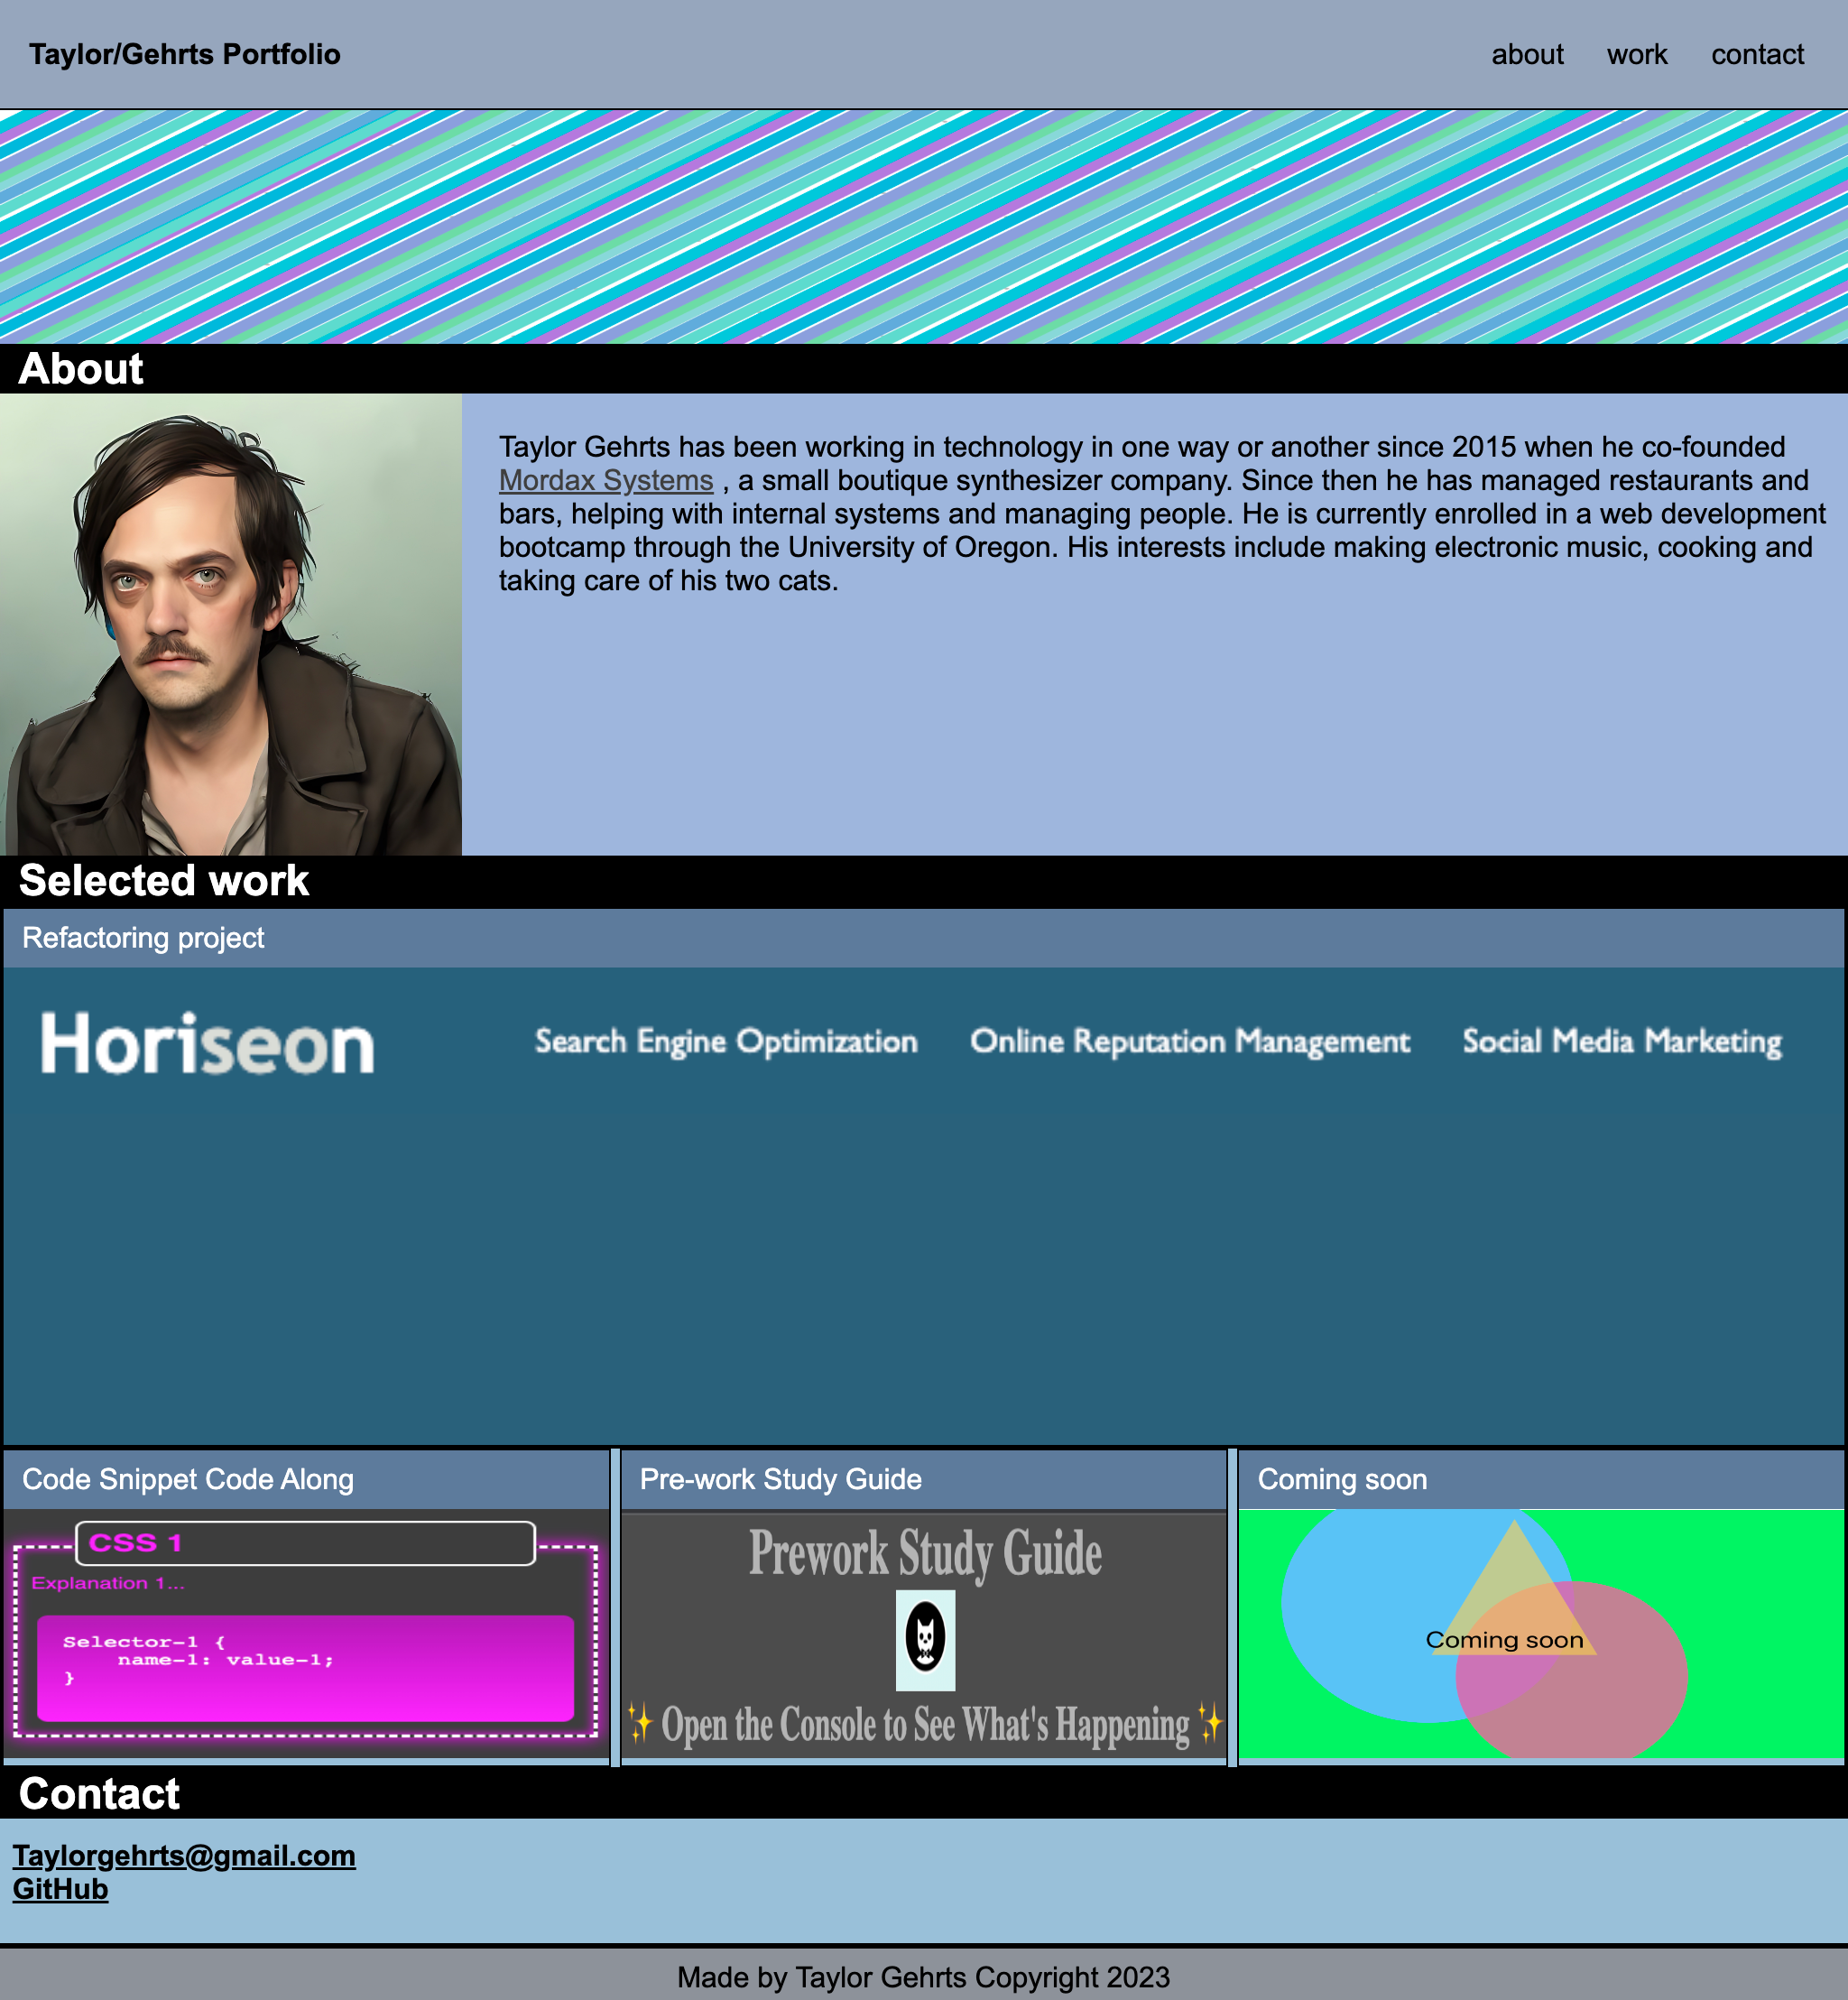 Taylor/Gehrts Portfolio
about work contact
About
Taylor Gehrts has been working in technology in one way or another since 2015 when he co-founded
Mordax Systems , a small boutique synthesizer company. Since then he has managed restaurants and
bars, helping with internal systems and managing people. He is currently enrolled in a web development
bootcamp through the University of Oregon. His interests include making electronic music, cooking and
taking care of his two cats.
Selected work
Refactoring project
Horiseon Search Engine Optimization Online Reputation Management Social Media Marketing
Code Snippet Code Along
CSS 1
Explanation 1...
Selector-1 {
name-1: value-1;
}
Pre-work Study Guide
Prework Study Guide
✨ Open the Console to See What's Happening ✨
Coming soon
Coming soon
Contact
Taylorgehrts@gmail.com
GitHub
Made by Taylor Gehrts Copyright 2023